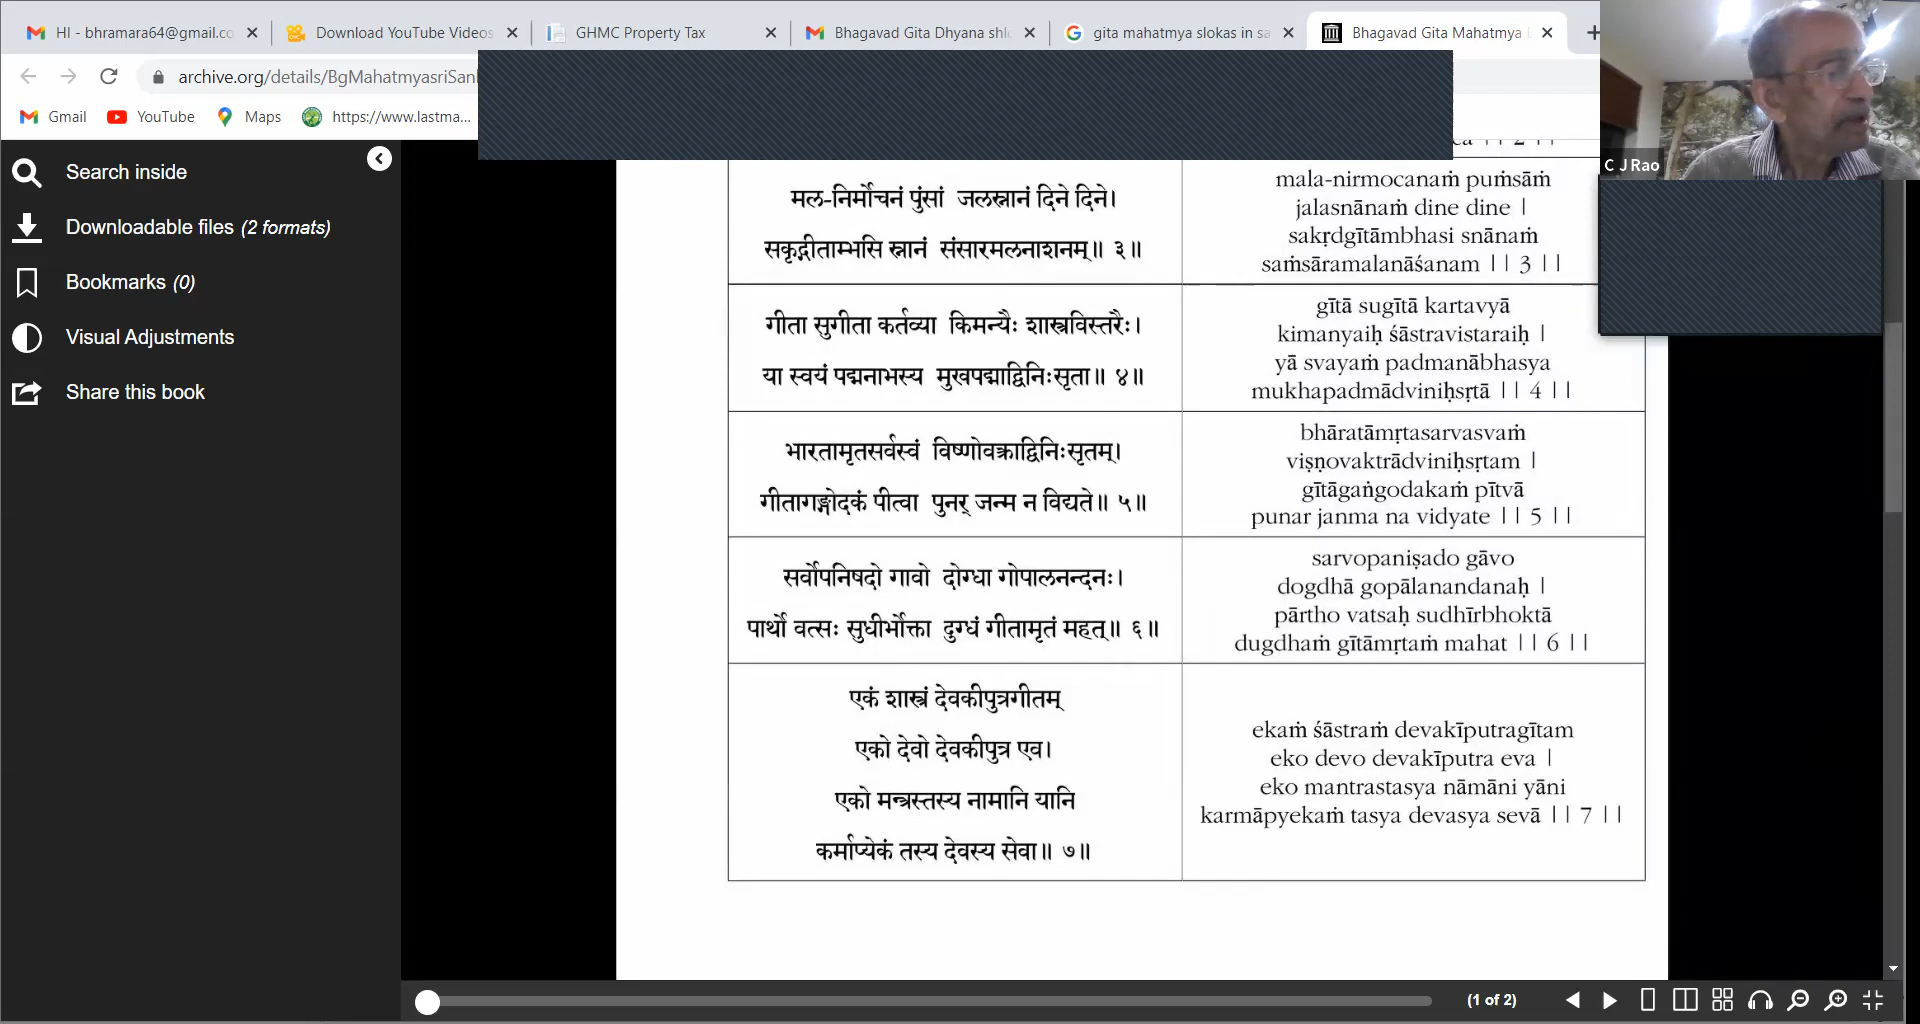 HI - bhramara64@gmail.co
Download YouTube Videos
GHMC Property Tax
Bhagavad Gita Dhyana shl
gita mahatmya slokas in sa
Bhagavad Gita Mahatmya
archive.org/details/BgMahatmyasriSan
Gmail
YouTube
Maps
https://www.lastma...
C J Rao
Search inside
Downloadable files (2 formats)
Bookmarks (0)
Visual Adjustments
Share this book
ca || 2 ||
मल-निर्मोचनं पुंसां जलस्नानं दिने दिने।
सकृद्गीताम्भसि स्नानं संसारमलनाशनम्॥ ३॥
mala-nirmocanaṁ puṁsāṁ
jalasnānaṁ dine dine |
sakṛdgītāmbhasi snānaṁ
saṁsāramalanāśanam || 3 ||
गीता सुगीता कर्तव्या किमन्यैः शास्त्रविस्तरैः।
या स्वयं पद्मनाभस्य मुखपद्माद्विनिःसृता॥ ४॥
gītā sugītā kartavyā
kimanyaiḥ śāstravistaraiḥ |
yā svayaṁ padmanābhasya
mukhapadmādviniḥsṛtā || 4 ||
भारतामृतसर्वस्वं विष्णोवक्त्राद्विनिःसृतम्।
गीतागङ्गोदकं पीत्वा पुनर् जन्म न विद्यते॥ ५॥
bhāratāmṛtasarvasvaṁ
viṣṇovaktrādviniḥsṛtam |
gītāgaṅgodakaṁ pītvā
punar janma na vidyate || 5 ||
सर्वोपनिषदो गावो दोग्धा गोपालनन्दनः।
पार्थो वत्सः सुधीर्भोक्ता दुग्धं गीतामृतं महत्॥ ६॥
sarvopaniṣado gāvo
dogdhā gopālanandanaḥ |
pārtho vatsaḥ sudhīrbhoktā
dugdhaṁ gītāmṛtaṁ mahat || 6 ||
एकं शास्त्रं देवकीपुत्रगीतम्
एको देवो देवकीपुत्र एव।
एको मन्त्रस्तस्य नामानि यानि
कर्माप्येकं तस्य देवस्य सेवा॥ ७॥
ekaṁ śāstraṁ devakīputragītam
eko devo devakīputra eva |
eko mantrastasya nāmāni yāni
karmāpyekaṁ tasya devasya sevā || 7 ||
(1 of 2)